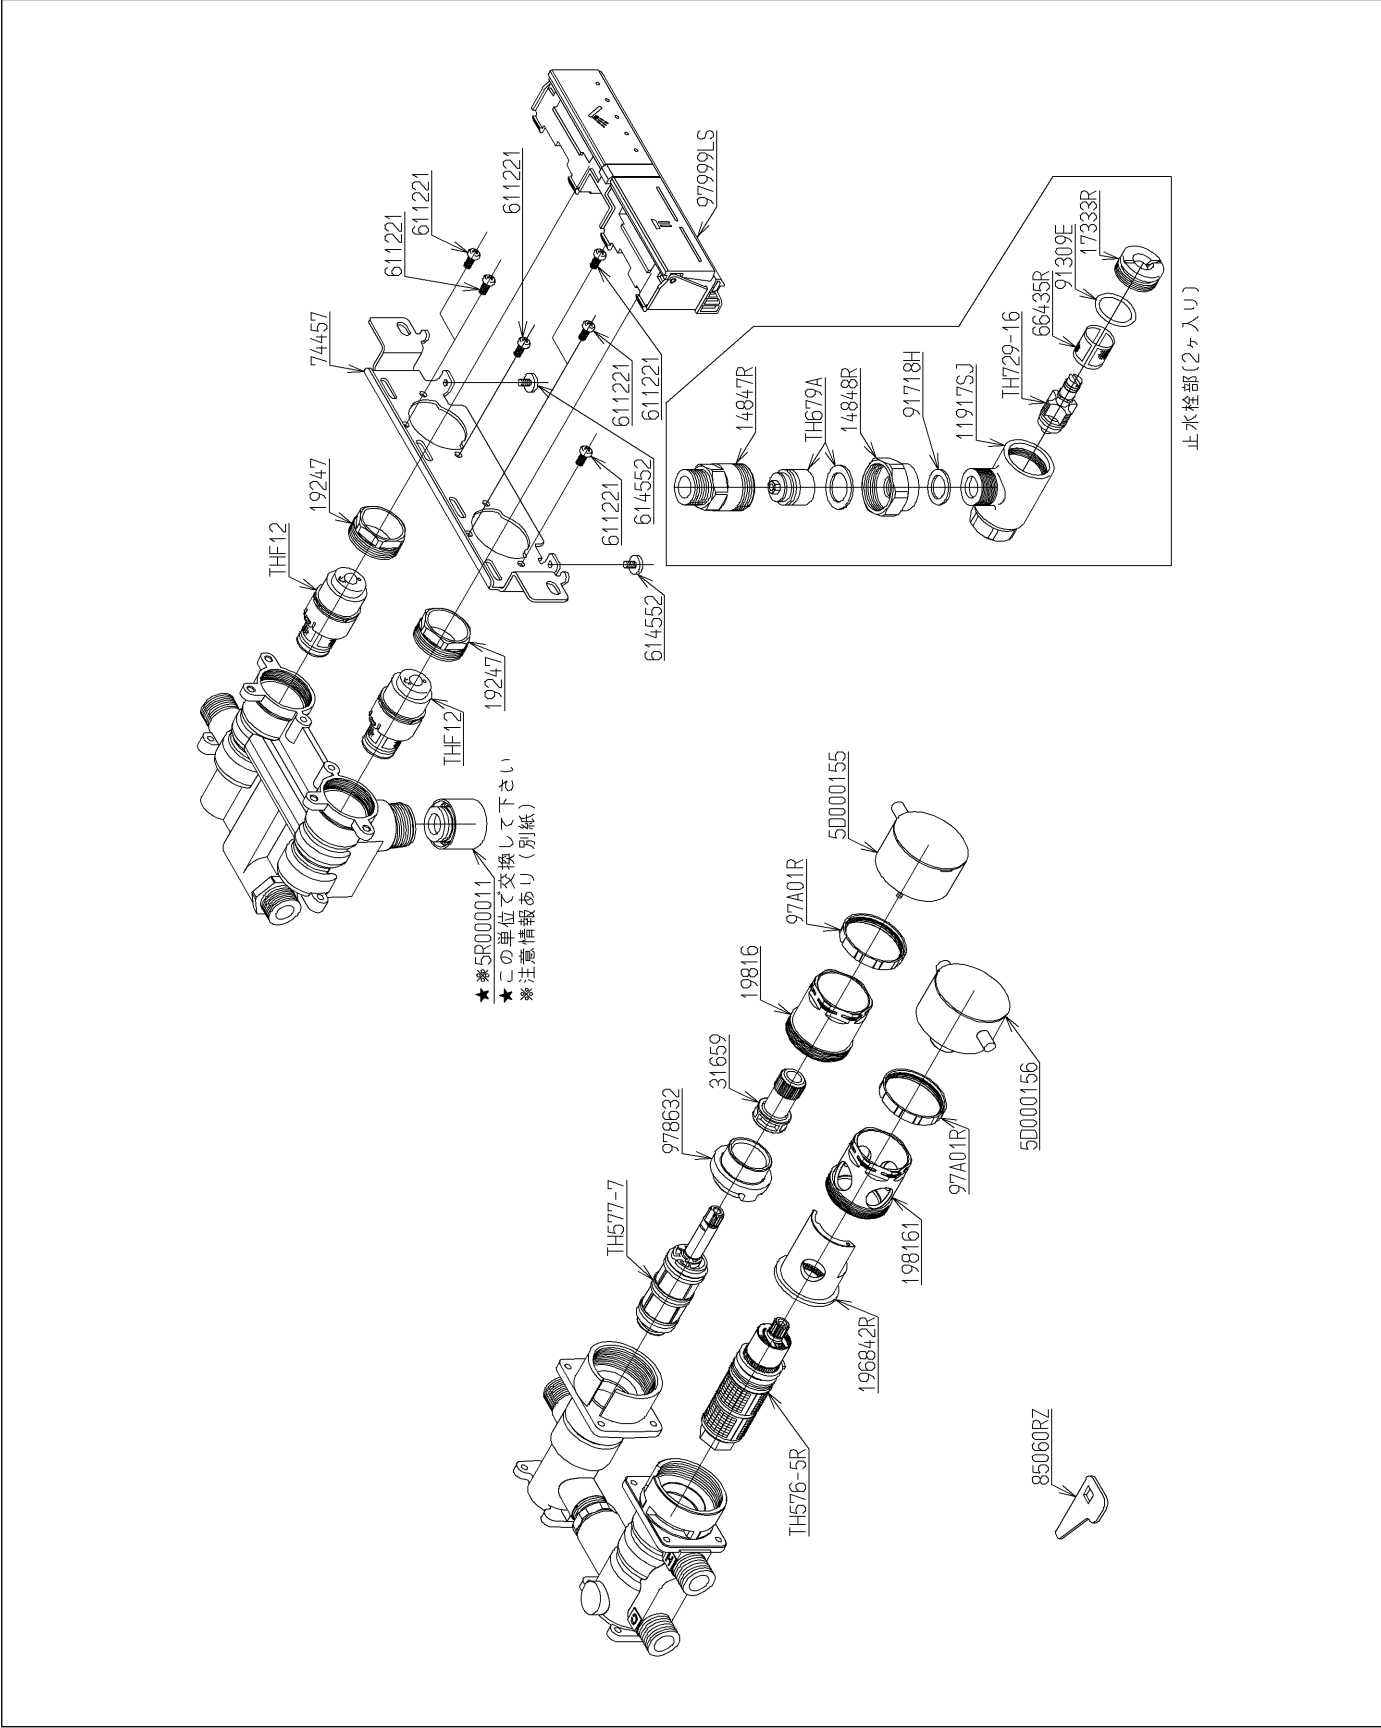 85060RZ
TH576-5R
196842R
198161
97A01R
5D000156
TH577-7
978632
31659
19816
97A01R
5D000155
★※5R000011
★この単位で交換して下さい
※注意情報あり（別紙）
THF12
19247
THF12
19247
74457
611221
611221
611221
611221
611221
611221
614552
614552
97999LS
14847R
TH679A
14848R
91718H
11917SJ
TH729-16
66435R
91309E
17333R
止水栓部(2ヶ入り)
H